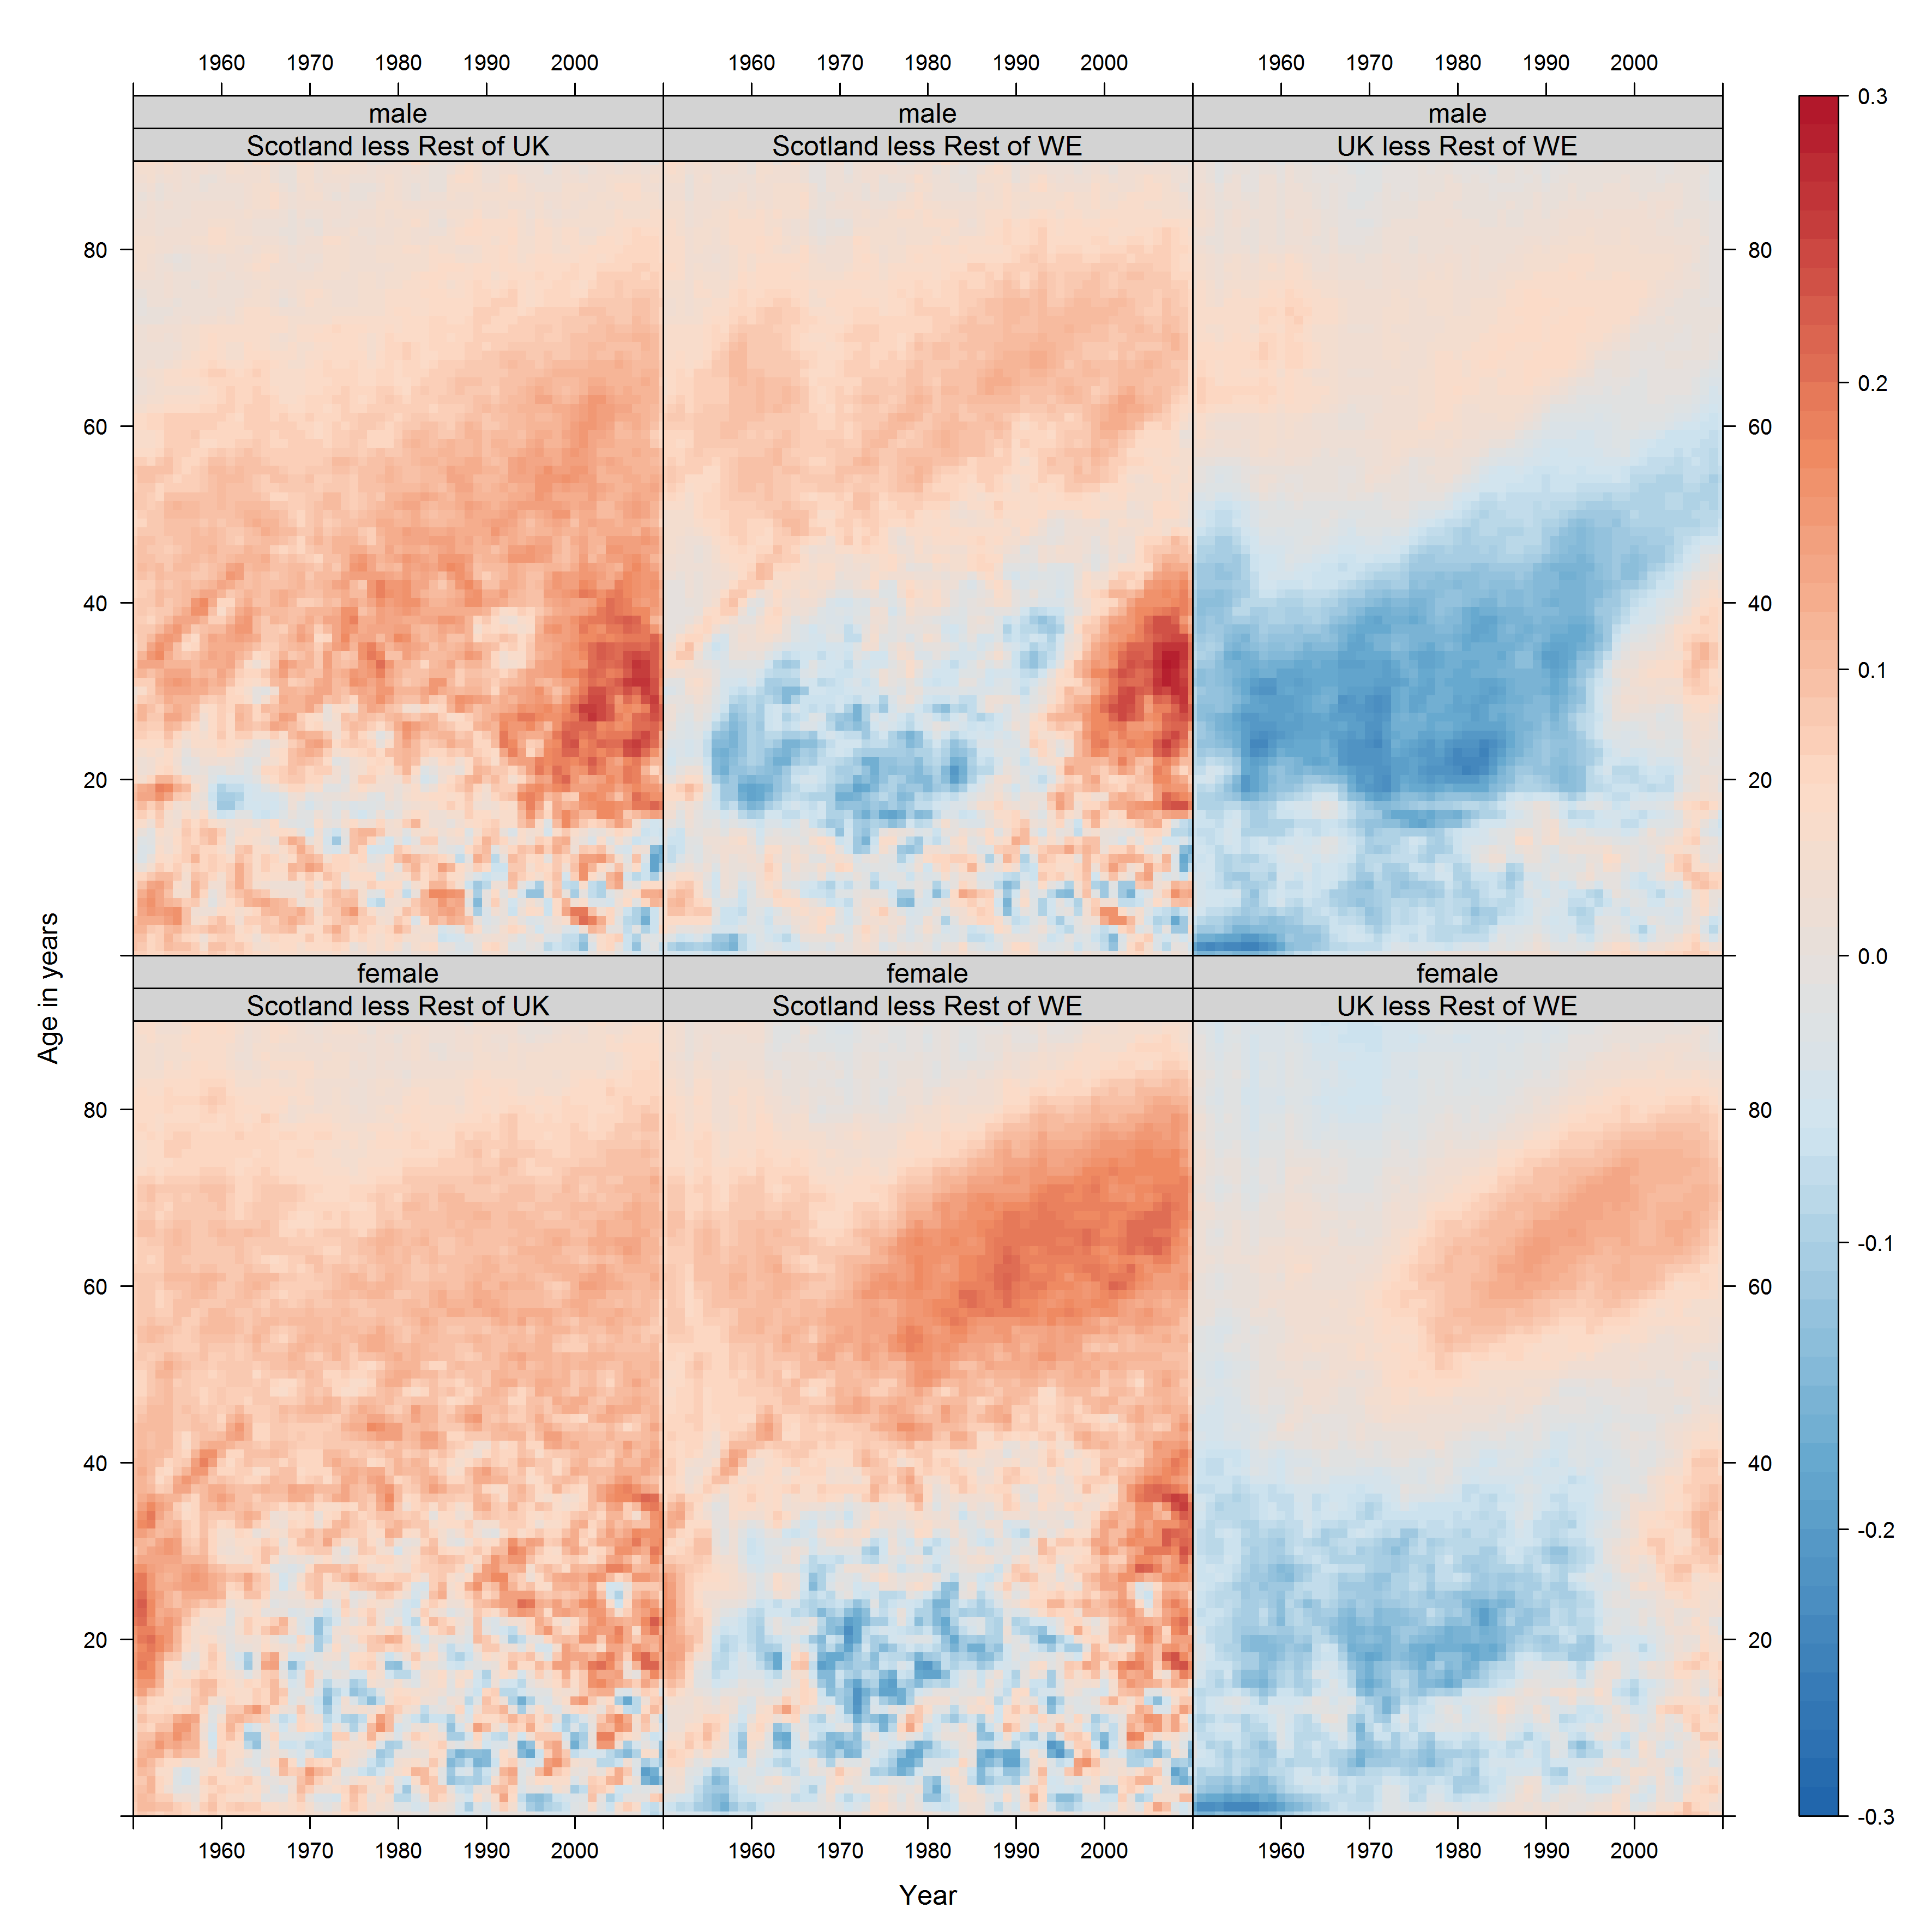 1960 1970 1980 1990 2000 1960 1970 1980 1990 2000 1960 1970 1980 1990 2000
male male male 0.3
Scotland less Rest of UK Scotland less Rest of WE UK less Rest of WE
80 80
0.2
60 60
40 40
0.1
20 20
0.0
female female female
Scotland less Rest of UK Scotland less Rest of WE UK less Rest of WE
Age in years
80 80
-0.1
60 60
40 40
-0.2
20 20
-0.3
1960 1970 1980 1990 2000 1960 1970 1980 1990 2000 1960 1970 1980 1990 2000
Year